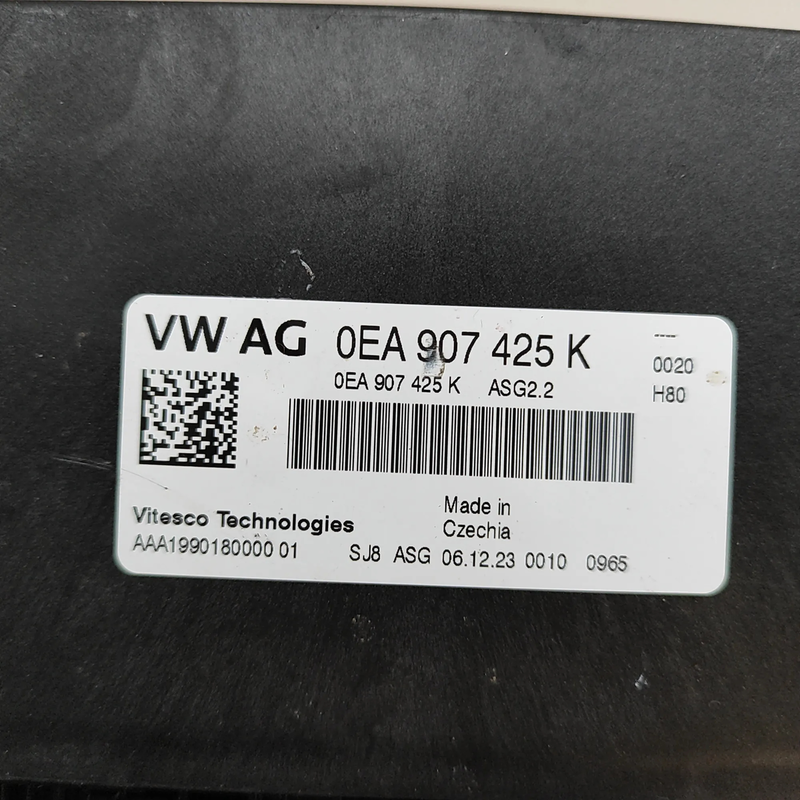 VW AG 0EA 907 425 K
0EA 907 425 K ASG2.2
---
0020
H80
Vitesco Technologies
AAA1990180000 01
Made in
Czechia
SJ8 ASG 06.12.23 0010 0965